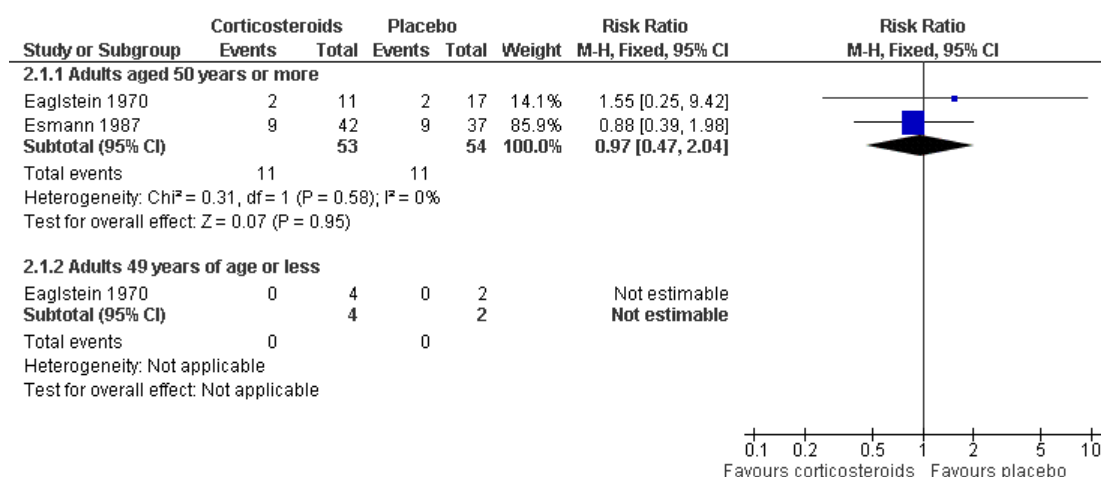 Corticosteroids Placebo Risk Ratio Risk Ratio
Study or Subgroup Events Total Events Total Weight M-H, Fixed, 95% CI M-H, Fixed, 95% CI
2.1.1 Adults aged 50 years or more
Eaglstein 1970 2 11 2 17 14.1% 1.55 [0.25, 9.42]
Esmann 1987 9 42 9 37 85.9% 0.88 [0.39, 1.98]
Subtotal (95% CI) 53 54 100.0% 0.97 [0.47, 2.04]
Total events 11 11
Heterogeneity: Chi² = 0.31, df = 1 (P = 0.58); I² = 0%
Test for overall effect: Z = 0.07 (P = 0.95)
2.1.2 Adults 49 years of age or less
Eaglstein 1970 0 4 0 2 Not estimable
Subtotal (95% CI) 4 2 Not estimable
Total events 0 0
Heterogeneity: Not applicable
Test for overall effect: Not applicable
0.1 0.2 0.5 1 2 5 10
Favours corticosteroids Favours placebo